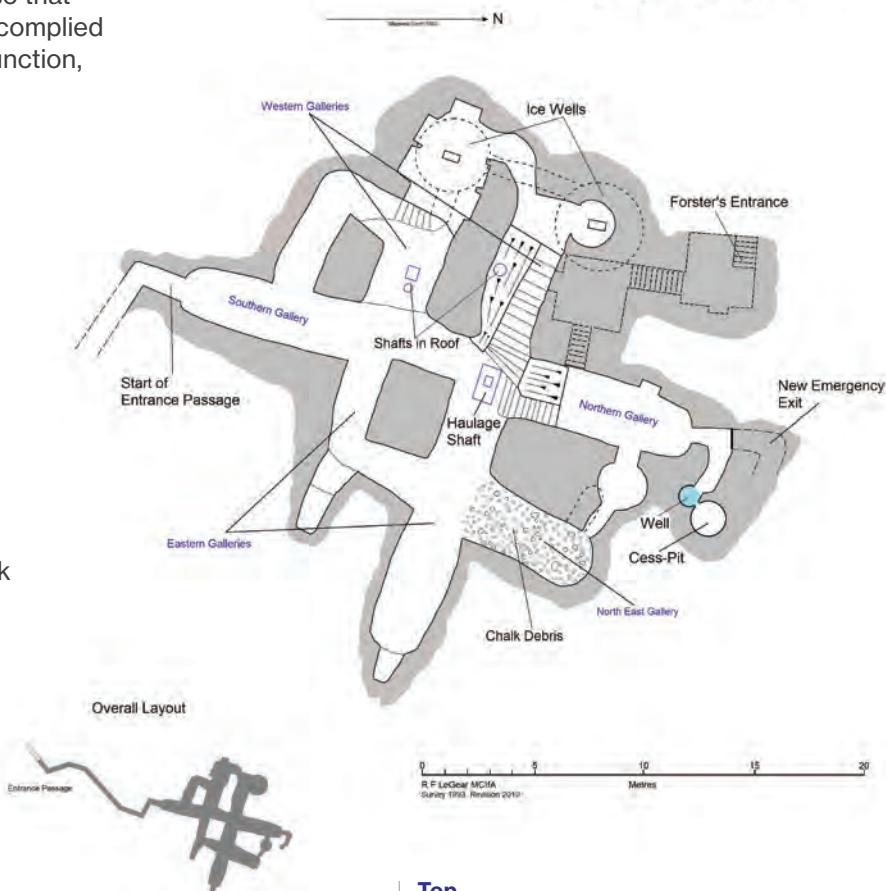 so that
complied
unction,
N
Western Galleries
Ice Wells
Forster's Entrance
Southern Gallery
Shafts in Roof
Start of
Entrance Passage
Haulage
Shaft
Northern Gallery
New Emergency
Exit
Well
Cess-Pit
Eastern Galleries
k
North East Gallery
Chalk Debris
Overall Layout
Entrance Passage
0 5 10 15 20
R F LeGear MCIfA
Metres
Survey 1993. Revision 2010
Top